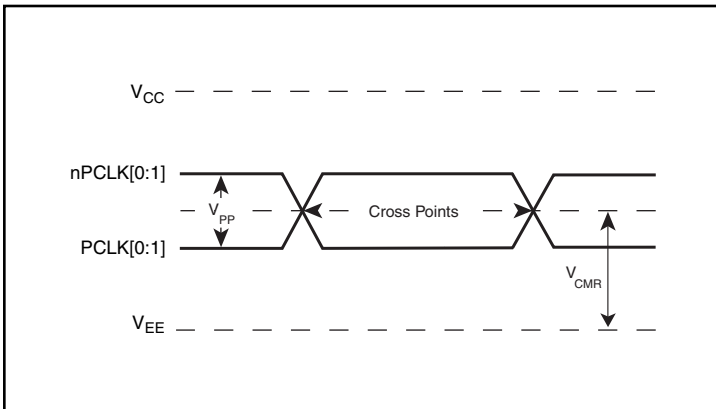 VCC
nPCLK[0:1]
VPP
Cross Points
PCLK[0:1]
VCMR
VEE